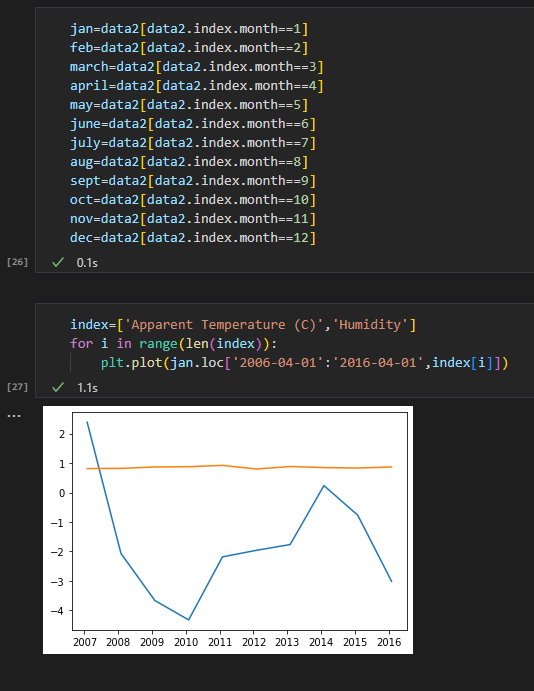 jan=data2[data2.index.month==1]
feb=data2[data2.index.month==2]
march=data2[data2.index.month==3]
april=data2[data2.index.month==4]
may=data2[data2.index.month==5]
june=data2[data2.index.month==6]
july=data2[data2.index.month==7]
aug=data2[data2.index.month==8]
sept=data2[data2.index.month==9]
oct=data2[data2.index.month==10]
nov=data2[data2.index.month==11]
dec=data2[data2.index.month==12]
[26] ✓ 0.1s
index=['Apparent Temperature (C)','Humidity']
for i in range(len(index)):
    plt.plot(jan.loc['2006-04-01':'2016-04-01',index[i]])
[27] ✓ 1.1s
...
2
1
0
−1
−2
−3
−4
2007 2008 2009 2010 2011 2012 2013 2014 2015 2016